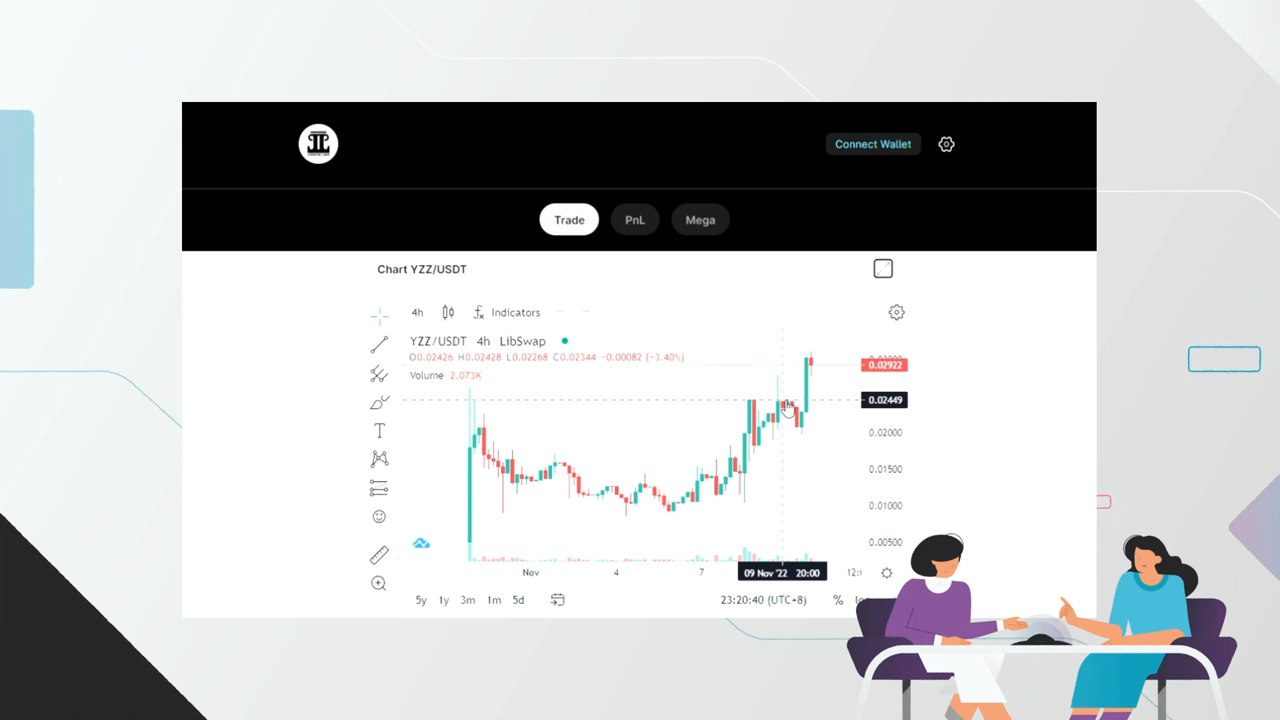 Connect Wallet
Trade PnL Mega
Chart YZZ/USDT
4h Indicators
YZZ/USDT 4h LibSwap
O0.02426 H0.02428 L0.02268 C0.02344 −0.00082 (−3.40%)
Volume 2.073K
0.02922
0.02449
0.02000
0.01500
0.01000
0.00500
Nov 4 7 09 Nov '22 20:00
5y 1y 3m 1m 5d 23:20:40 (UTC+8) %